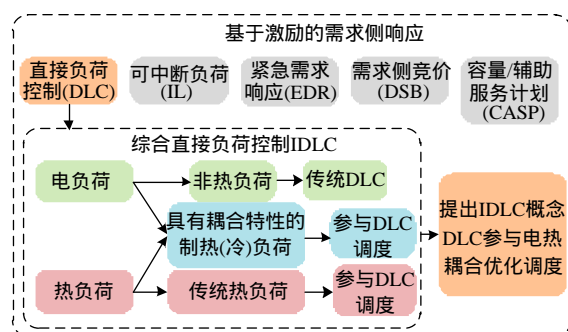 基于激励的需求侧响应
直接负荷
控制(DLC)
可中断负荷
(IL)
紧急需求
响应(EDR)
需求侧竞价
(DSB)
容量/辅助
服务计划
(CASP)
综合直接负荷控制IDLC
电负荷
非热负荷
传统DLC
具有耦合特性的
制热(冷)负荷
参与DLC
调度
热负荷
传统热负荷
参与DLC
调度
提出IDLC概念
DLC参与电热
耦合优化调度